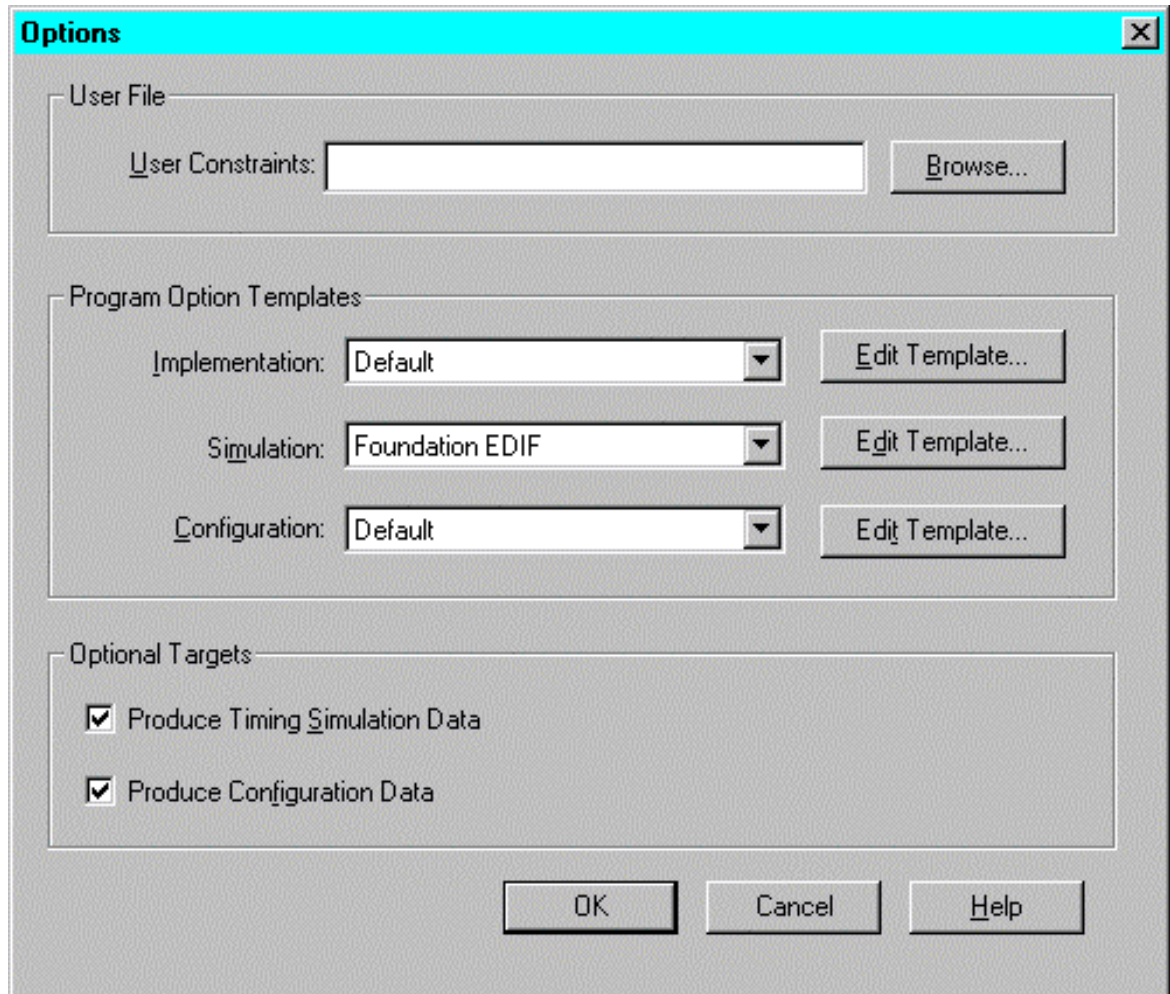 Options
User File
User Constraints:
Browse...
Program Option Templates
Implementation: Default Edit Template...
Simulation: Foundation EDIF Edit Template...
Configuration: Default Edit Template...
Optional Targets
Produce Timing Simulation Data
Produce Configuration Data
OK Cancel Help